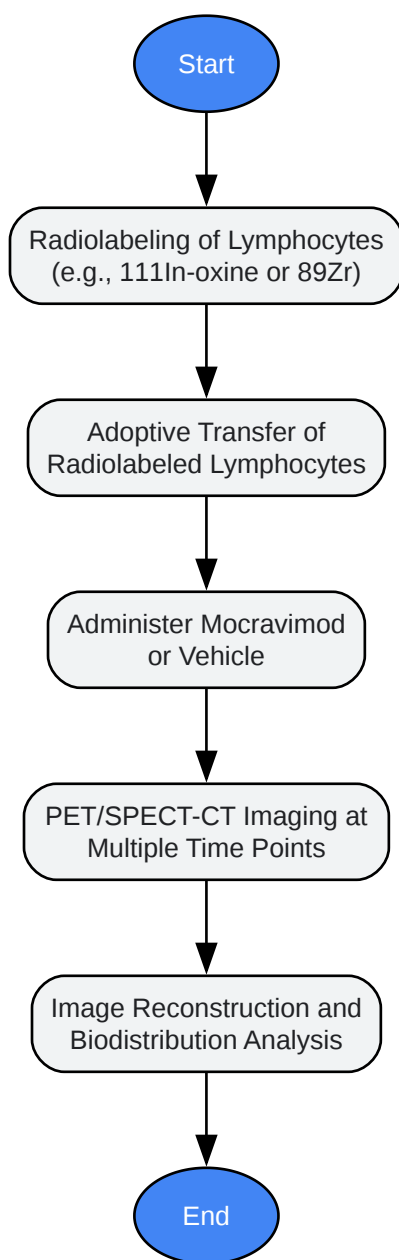 Start
Radiolabeling of Lymphocytes
(e.g., 111In-oxine or 89Zr)
Adoptive Transfer of
Radiolabeled Lymphocytes
Administer Mocravimod
or Vehicle
PET/SPECT-CT Imaging at
Multiple Time Points
Image Reconstruction and
Biodistribution Analysis
End